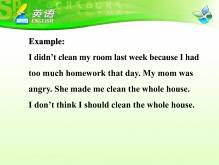 英语
ENGLISH
Example:
I didn't clean my room last week because I had
too much homework that day. My mom was
angry. She made me clean the whole house.
I don't think I should clean the whole house.